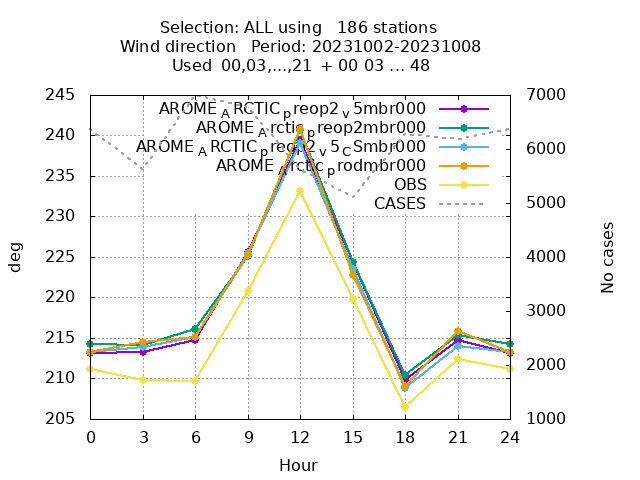 Selection: ALL using 186 stations
Wind direction Period: 20231002-20231008
Used 00,03,...,21 + 00 03 ... 48
245 7000
AROME_ARCTIC_preop2_v5mbr000
AROME_Arctic_preop2mbr000
240
AROME_ARCTIC_preop2_v5_CSmbr000
6000
AROME_Arctic_prodmbr000
235
OBS
230 5000
CASES
225 4000
deg
No cases
220
3000
215
2000
210
205 1000
0 3 6 9 12 15 18 21 24
Hour